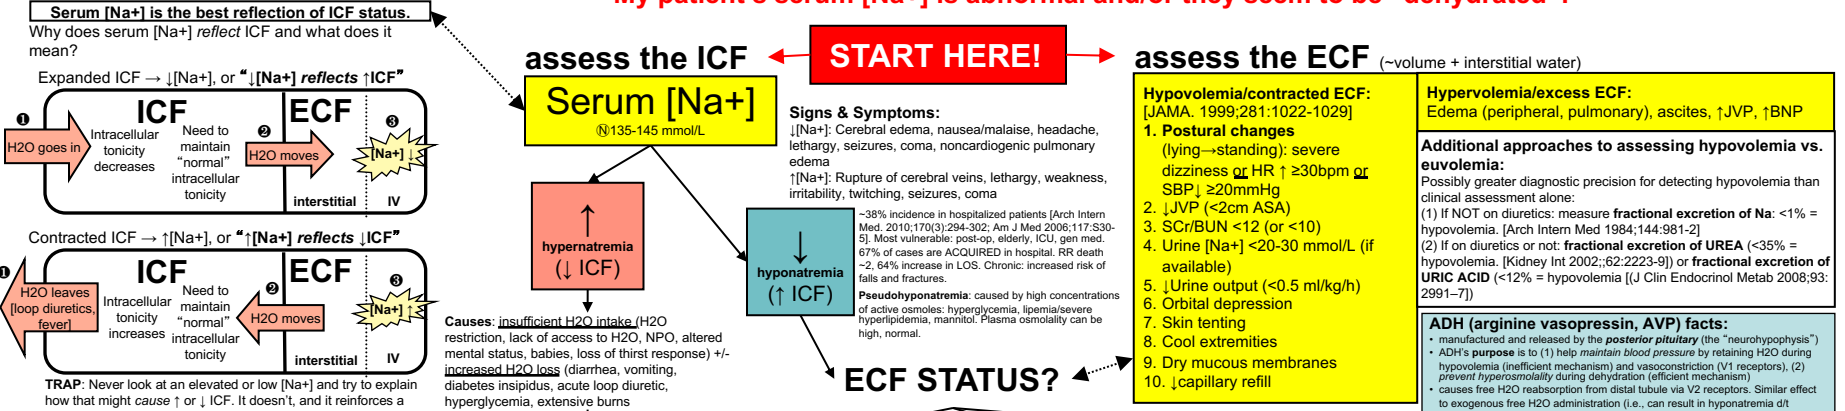 My patient's serum [Na+] is abnormal and/or they seem to be "dehydrated"!
Serum [Na+] is the best reflection of ICF status.
Why does serum [Na+] reflect ICF and what does it
mean?
Expanded ICF → ↓[Na+], or "↓[Na+] reflects ↑ICF"
❶
H2O goes in
ICF
Intracellular
tonicity
decreases
Need to
maintain
"normal"
intracellular
tonicity
❷
H2O moves
ECF
❸
[Na+] ↓
interstitial
IV
Contracted ICF → ↑[Na+], or "↑[Na+] reflects ↓ICF"
❶
H2O leaves
[loop diuretics,
fever]
ICF
Intracellular
tonicity
increases
Need to
maintain
"normal"
intracellular
tonicity
❷
H2O moves
ECF
❸
[Na+] ↑
interstitial
IV
TRAP: Never look at an elevated or low [Na+] and try to explain
how that might cause ↑ or ↓ ICF. It doesn't, and it reinforces a
START HERE!
assess the ICF
Serum [Na+]
Ⓝ135-145 mmol/L
Signs & Symptoms:
↓[Na+]: Cerebral edema, nausea/malaise, headache,
lethargy, seizures, coma, noncardiogenic pulmonary
edema
↑[Na+]: Rupture of cerebral veins, lethargy, weakness,
irritability, twitching, seizures, coma
↑
hypernatremia
(↓ ICF)
Causes: insufficient H2O intake (H2O
restriction, lack of access to H2O, NPO, altered
mental status, babies, loss of thirst response) +/-
increased H2O loss (diarrhea, vomiting,
diabetes insipidus, acute loop diuretic,
hyperglycemia, extensive burns
↓
hyponatremia
(↑ ICF)
~38% incidence in hospitalized patients [Arch Intern
Med. 2010;170(3):294-302; Am J Med 2006;117:S30-
5]. Most vulnerable: post-op, elderly, ICU, gen med.
67% of cases are ACQUIRED in hospital. RR death
~2, 64% increase in LOS. Chronic: increased risk of
falls and fractures.
Pseudohyponatremia: caused by high concentrations
of active osmoles: hyperglycemia, lipemia/severe
hyperlipidemia, mannitol. Plasma osmolality can be
high, normal.
ECF STATUS?
assess the ECF (~volume + interstitial water)
Hypovolemia/contracted ECF:
[JAMA. 1999;281:1022-1029]
1. Postural changes
(lying→standing): severe
dizziness or HR ↑ ≥30bpm or
SBP↓ ≥20mmHg
2. ↓JVP (<2cm ASA)
3. SCr/BUN <12 (or <10)
4. Urine [Na+] <20-30 mmol/L (if
available)
5. ↓Urine output (<0.5 ml/kg/h)
6. Orbital depression
7. Skin tenting
8. Cool extremities
9. Dry mucous membranes
10. ↓capillary refill
Hypervolemia/excess ECF:
Edema (peripheral, pulmonary), ascites, ↑JVP, ↑BNP
Additional approaches to assessing hypovolemia vs.
euvolemia:
Possibly greater diagnostic precision for detecting hypovolemia than
clinical assessment alone:
(1) If NOT on diuretics: measure fractional excretion of Na: <1% =
hypovolemia. [Arch Intern Med 1984;144:981-2]
(2) If on diuretics or not: fractional excretion of UREA (<35% =
hypovolemia. [Kidney Int 2002;;62:2223-9]) or fractional excretion of
URIC ACID (<12% = hypovolemia [(J Clin Endocrinol Metab 2008;93:
2991–7])
ADH (arginine vasopressin, AVP) facts:
• manufactured and released by the posterior pituitary (the "neurohypophysis")
• ADH's purpose is to (1) help maintain blood pressure by retaining H2O during
hypovolemia (inefficient mechanism) and vasoconstriction (V1 receptors), (2)
prevent hyperosmolality during dehydration (efficient mechanism)
• causes free H2O reabsorption from distal tubule via V2 receptors. Similar effect
to exogenous free H2O administration (i.e., can result in hyponatremia d/t